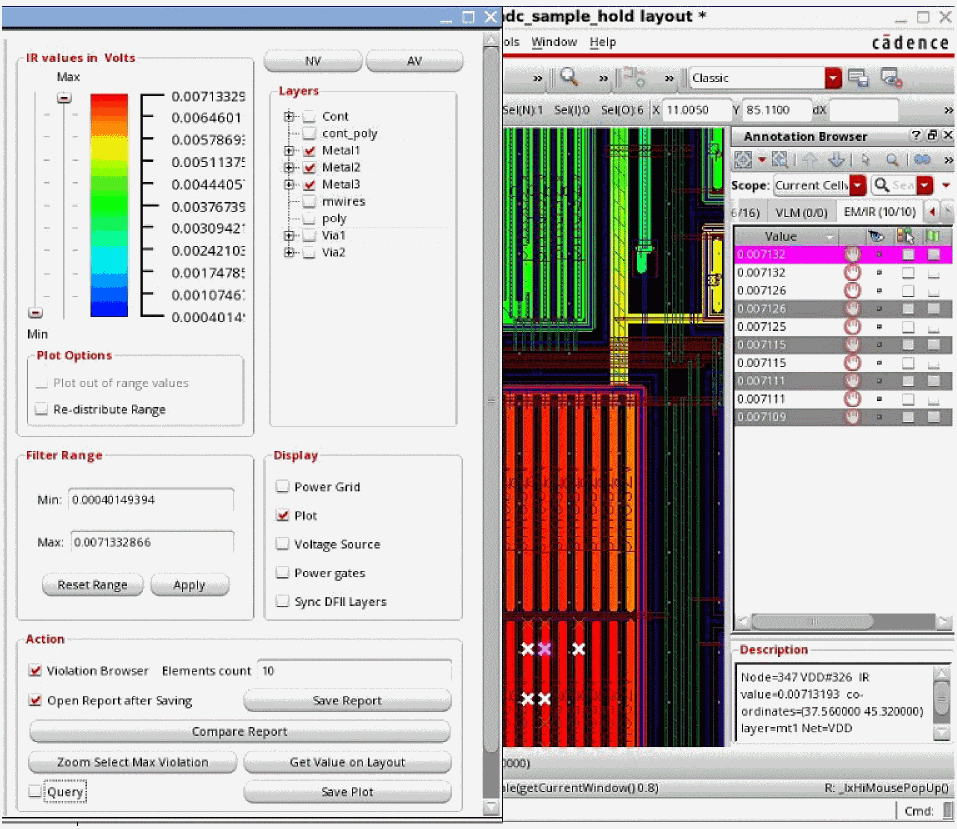 IR values in Volts
Max
0.00713329
0.0064601
0.0057869
0.00511375
0.00444405
0.00376739
0.0030942
0.00242103
0.00174785
0.00107467
0.0004014
Min
Plot Options
Plot out of range values
Re-distribute Range
NV AV
Layers
Cont
cont_poly
Metal1
Metal2
Metal3
mwires
poly
Via1
Via2
Filter Range
Min: 0.00040149394
Max: 0.0071332866
Reset Range Apply
Display
Power Grid
Plot
Voltage Source
Power gates
Sync DFII Layers
Action
Violation Browser Elements count 10
Open Report after Saving Save Report
Compare Report
Zoom Select Max Violation Get Value on Layout
Query Save Plot
dc_sample_hold layout *
ols Window Help
cādence
» » » Classic
Sel(N):1 Sel(I):0 Sel(O):6 X 11.0050 Y 85.1100 dX »
Annotation Browser
»
Scope: Current Cell Sea
6/16) VLM (0/0) EM/IR (10/10)
Value
0.007132
0.007132
0.007126
0.007126
0.007125
0.007115
0.007115
0.007111
0.007111
0.007109
Description
Node=347 VDD#326 IR
value=0.00713193 co-
ordinates=(37.560000 45.320000)
layer=mt1 Net=VDD
0000)
le(getCurrentWindow() 0.8) R: _lxHiMousePopUp()
Cmd: